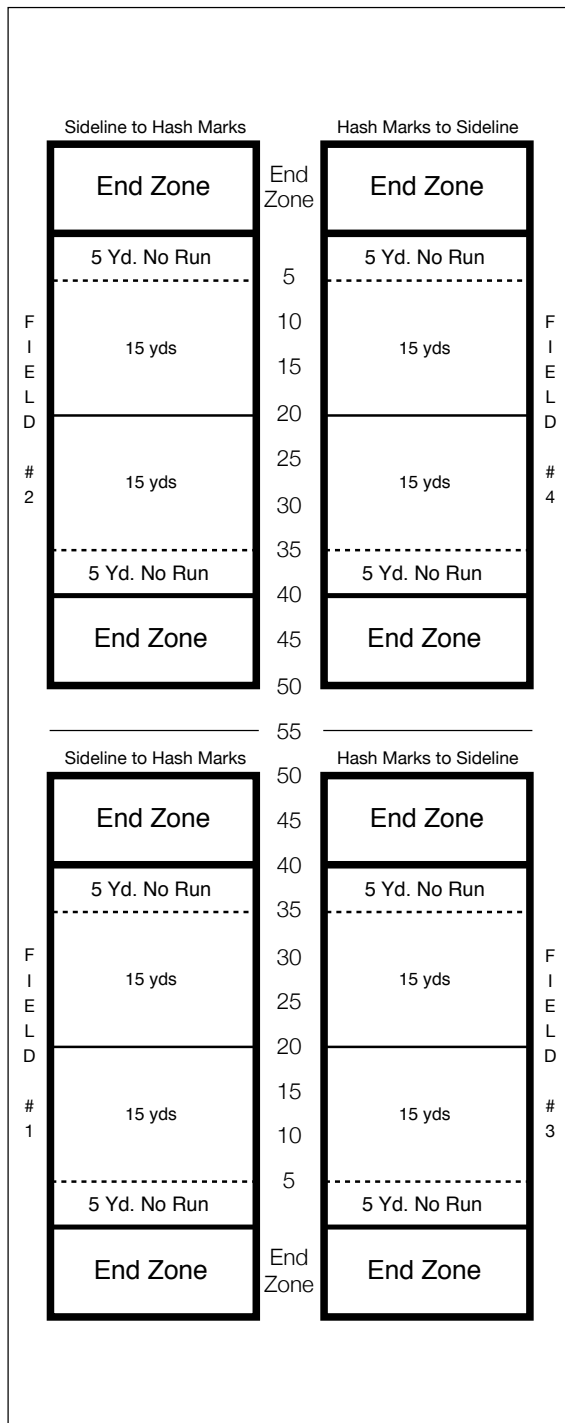 Sideline to Hash Marks
Hash Marks to Sideline
End Zone
End
Zone
End Zone
5 Yd. No Run
5 Yd. No Run
5
FIELD #2
15 yds
10
15
15 yds
FIELD #4
20
15 yds
25
30
15 yds
35
5 Yd. No Run
5 Yd. No Run
40
End Zone
45
End Zone
50
55
Sideline to Hash Marks
Hash Marks to Sideline
50
End Zone
45
End Zone
40
5 Yd. No Run
5 Yd. No Run
35
FIELD #1
15 yds
30
25
15 yds
FIELD #3
20
15 yds
15
10
15 yds
5
5 Yd. No Run
5 Yd. No Run
End Zone
End
Zone
End Zone